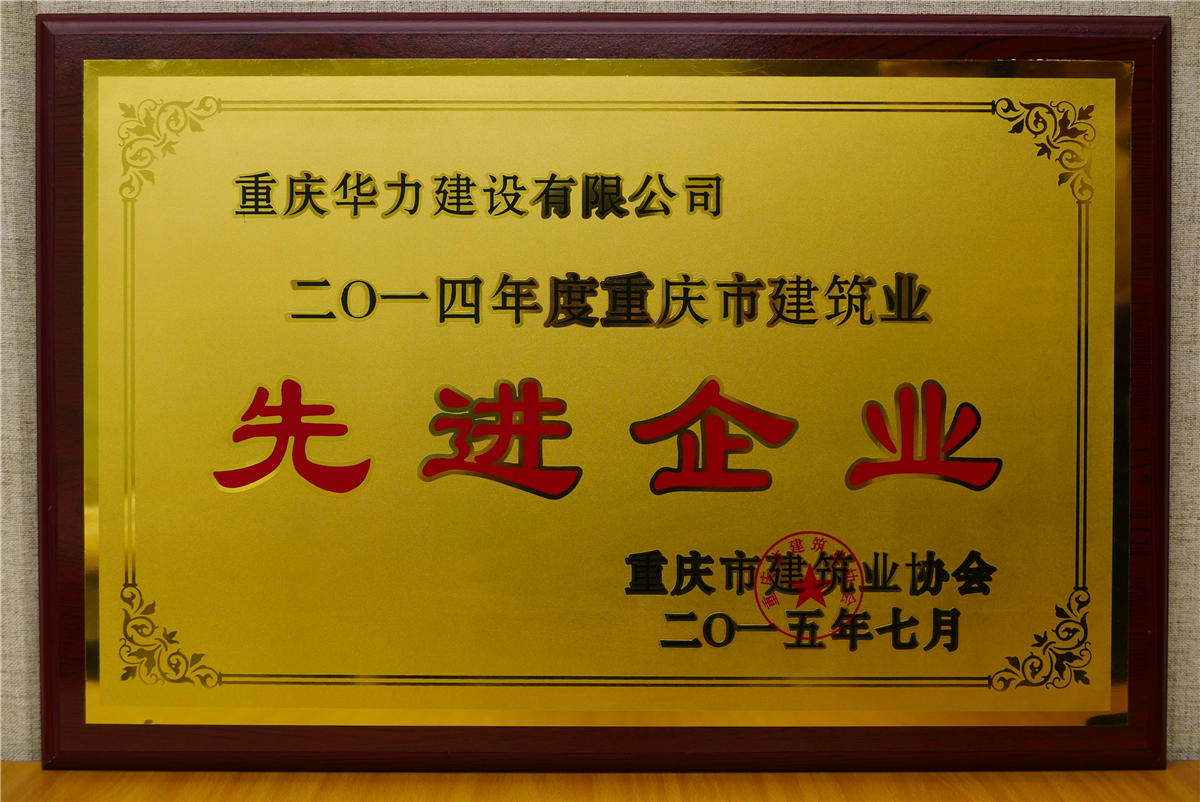 重庆华力建设有限公司
二〇一四年度重庆市建筑业
先进企业
重庆市建筑业协会
二〇一五年七月